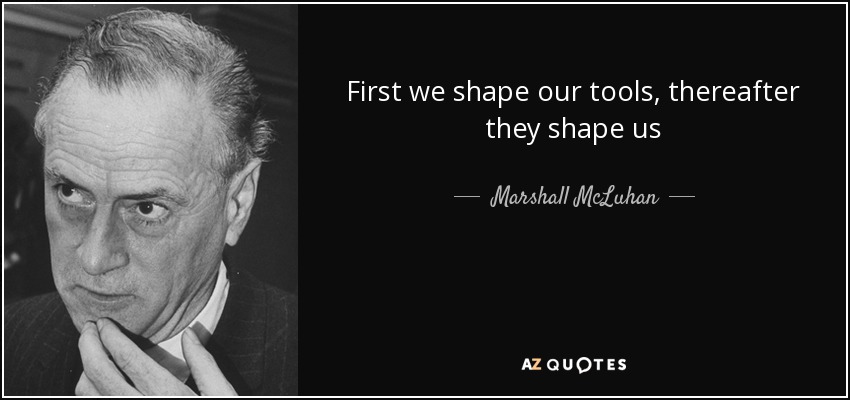 First we shape our tools, thereafter
they shape us
Marshall McLuhan
AZ QUOTES